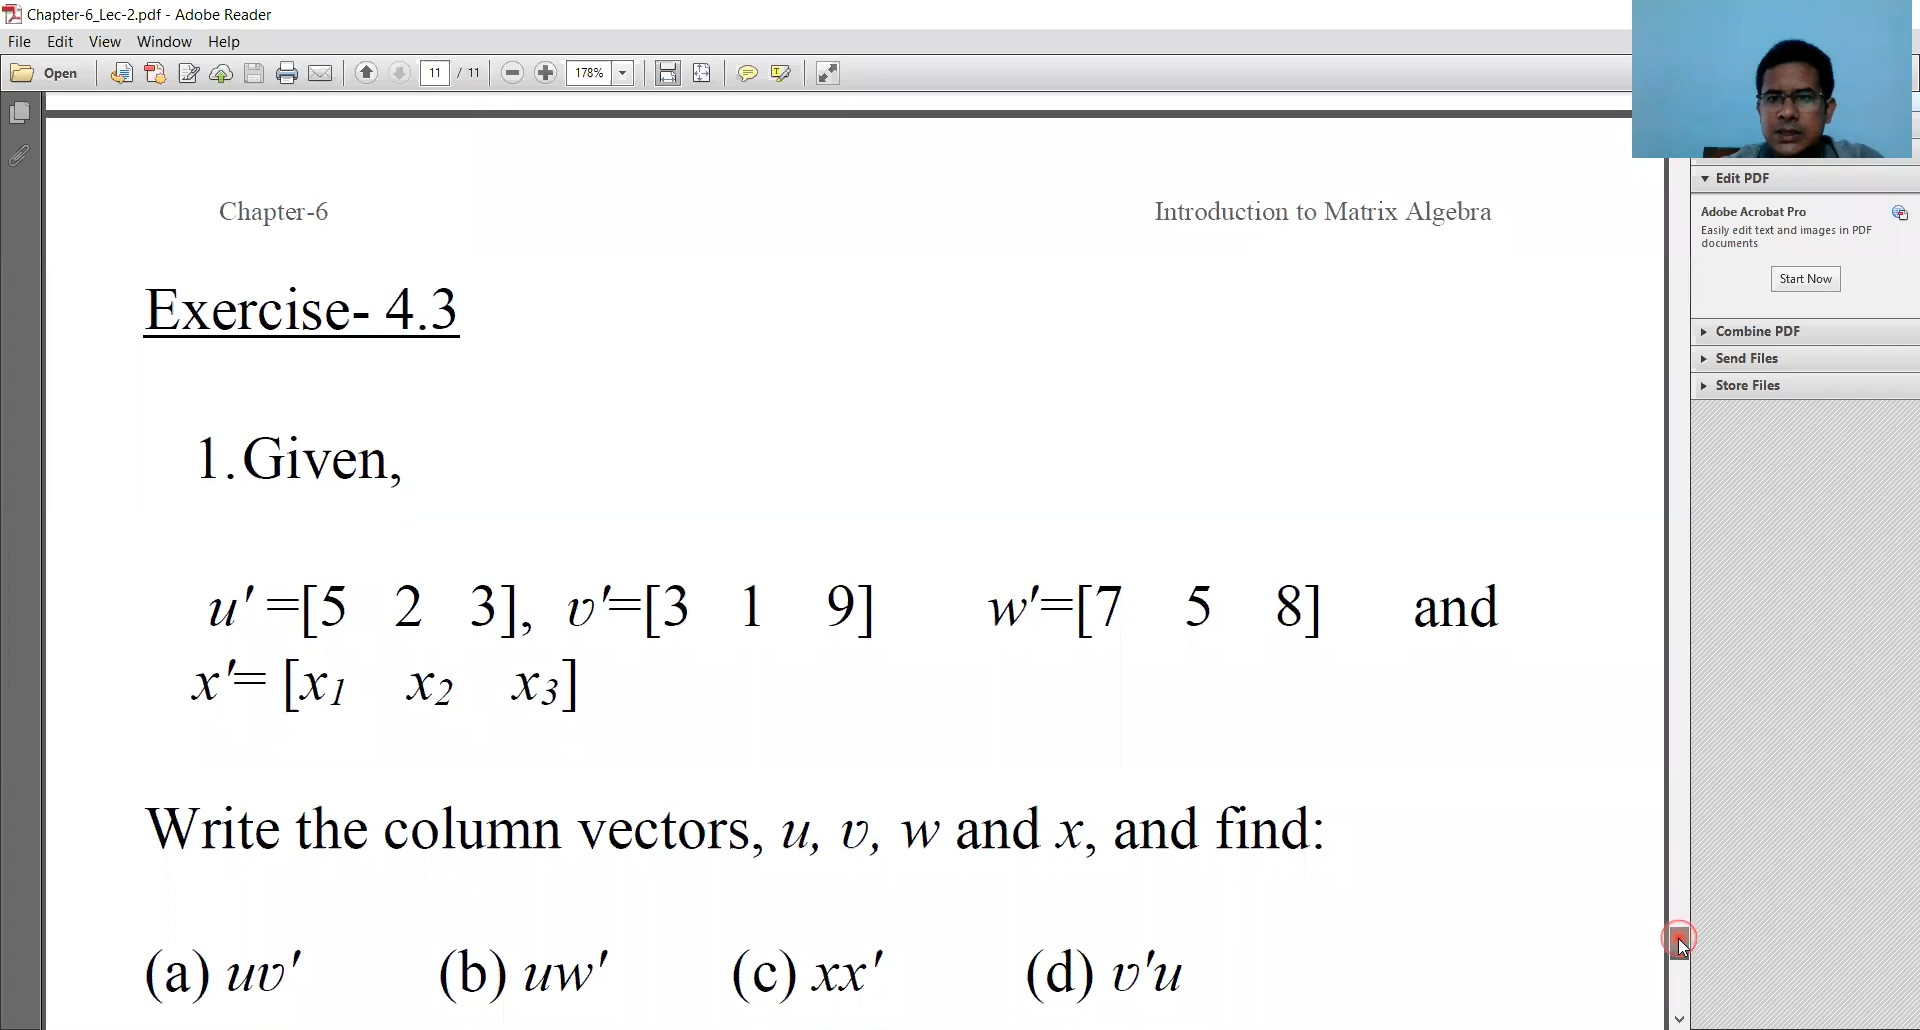 Chapter-6_Lec-2.pdf - Adobe Reader
File Edit View Window Help
Open 11 / 11 178%
Edit PDF
Adobe Acrobat Pro
Easily edit text and images in PDF
documents
Start Now
Combine PDF
Send Files
Store Files
Chapter-6 Introduction to Matrix Algebra
Exercise- 4.3
1. Given,
u' =[5 2 3], v'=[3 1 9] w'=[7 5 8] and
x'= [x₁ x₂ x₃]
Write the column vectors, u, v, w and x, and find:
(a) uv' (b) uw' (c) xx' (d) v'u